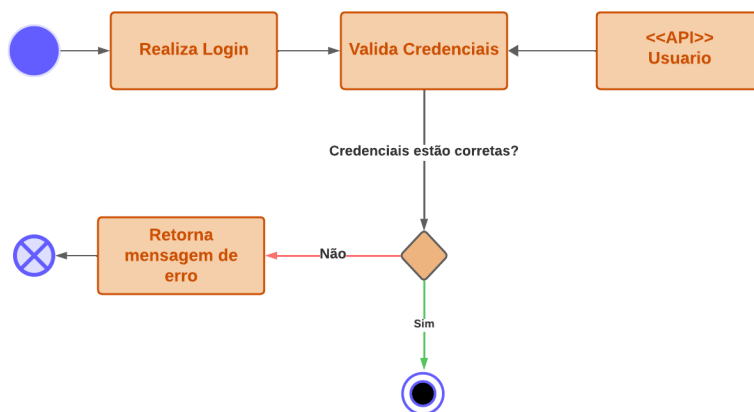 Realiza Login
Valida Credenciais
<<API>>
Usuario
Credenciais estão corretas?
Retorna
mensagem de
erro
Não
Sim